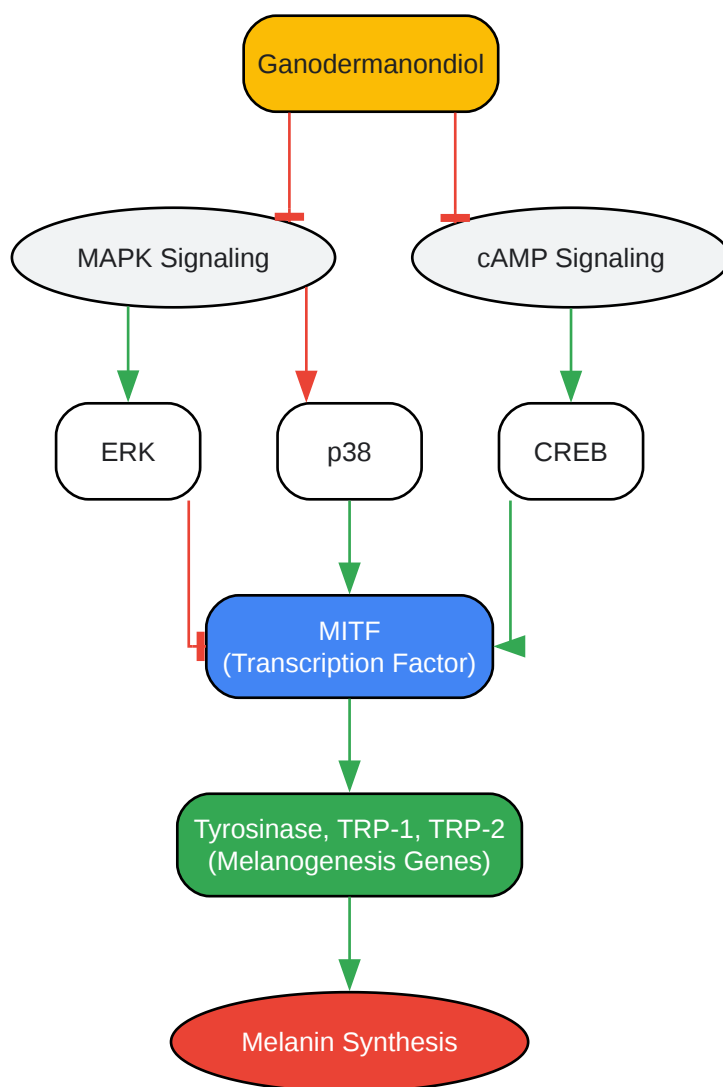 Ganodermanondiol
MAPK Signaling
cAMP Signaling
ERK
p38
CREB
MITF
(Transcription Factor)
Tyrosinase, TRP-1, TRP-2
(Melanogenesis Genes)
Melanin Synthesis